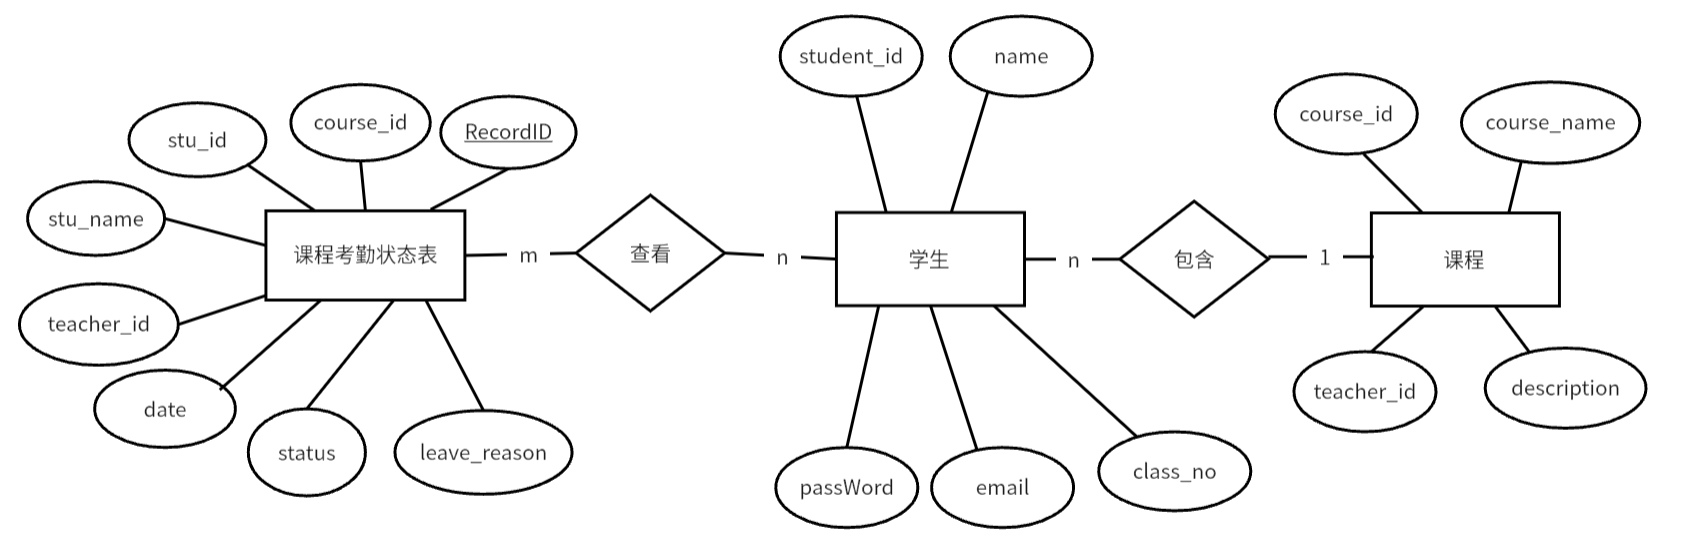 student_id
name
course_id
course_name
stu_id
course_id
RecordID
stu_name
课程考勤状态表
m
查看
n
学生
n
包含
1
课程
teacher_id
date
status
leave_reason
passWord
email
class_no
teacher_id
description